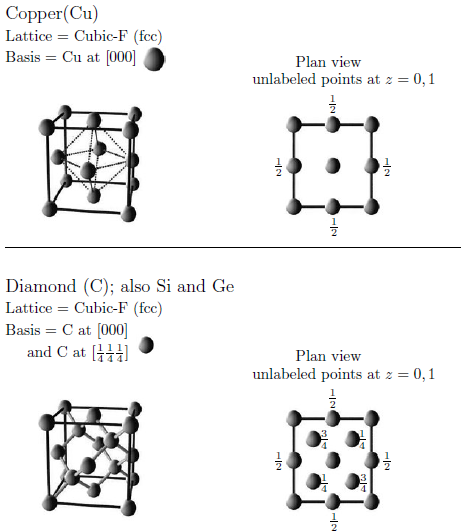 Copper(Cu)
Lattice = Cubic-F (fcc)
Basis = Cu at [000]
Plan view
unlabeled points at z = 0, 1
1/2
1/2 1/2
1/2
Diamond (C); also Si and Ge
Lattice = Cubic-F (fcc)
Basis = C at [000]
and C at [1/4 1/4 1/4]
Plan view
unlabeled points at z = 0, 1
1/2
3/4 1/4
1/2 1/2
1/4 3/4
1/2